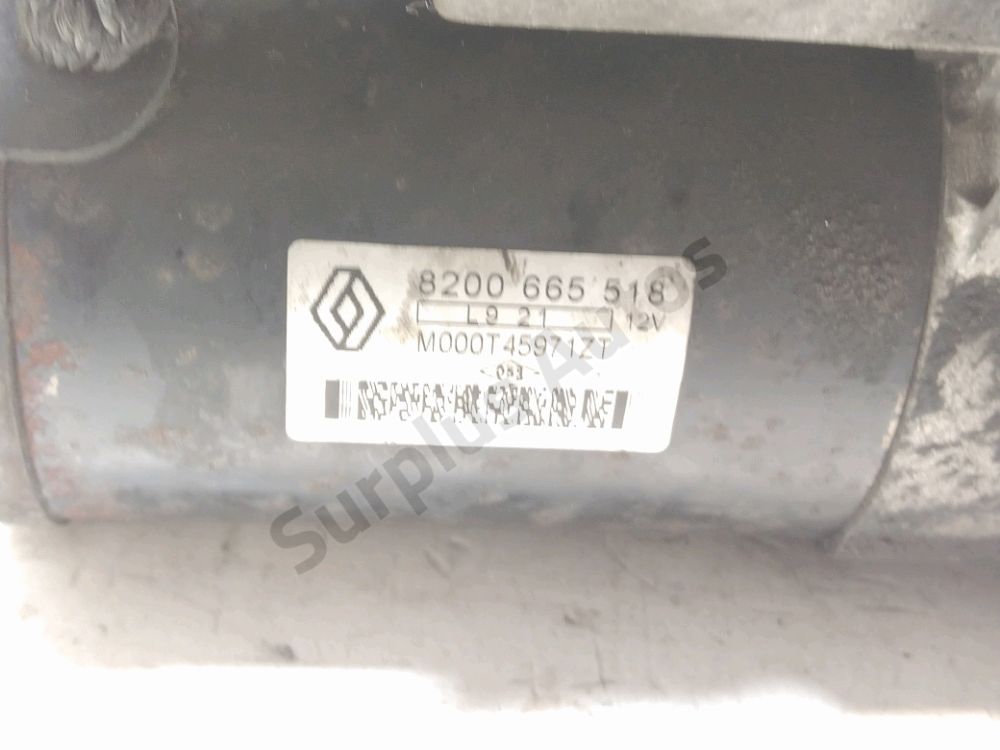 8200 665 518
L9 21 12V
M000T45971ZT
Surplus Autos